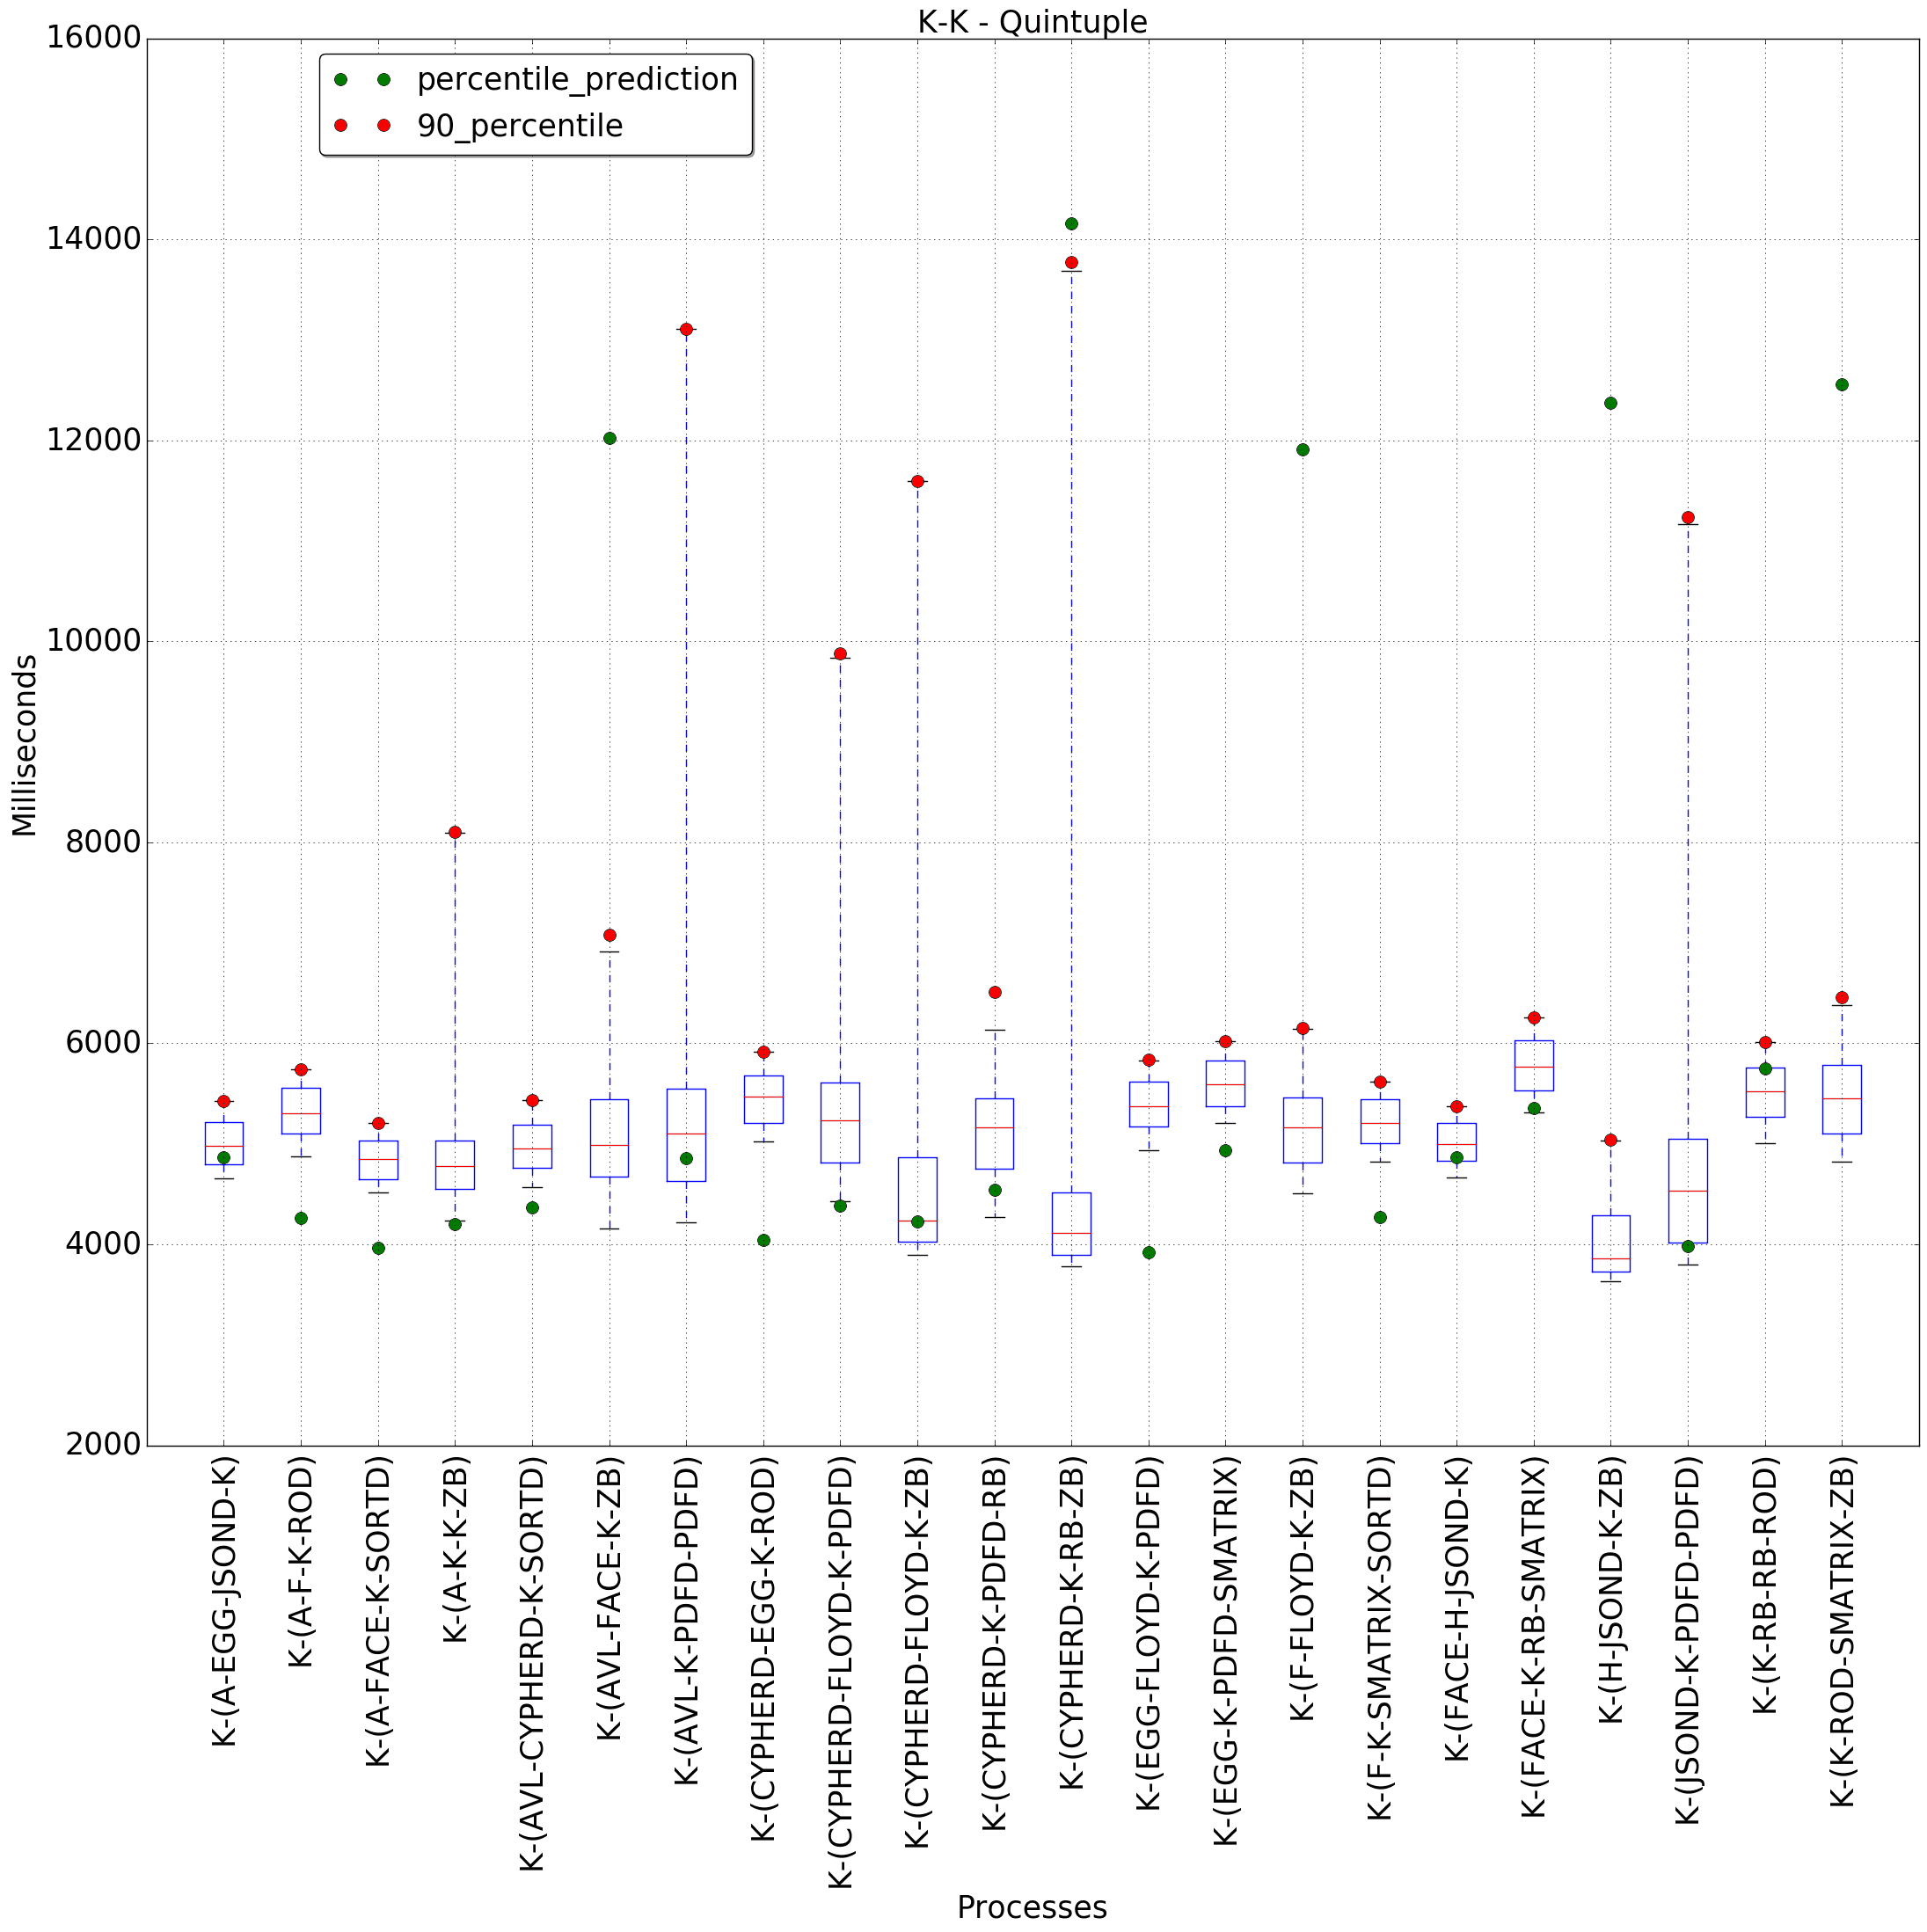 K-K - Quintuple
percentile_prediction
90_percentile
16000
14000
12000
10000
8000
6000
4000
2000
Milliseconds
K-(A-EGG-JSOND-K)
K-(A-F-K-ROD)
K-(A-FACE-K-SORTD)
K-(A-K-K-ZB)
K-(AVL-CYPHERD-K-SORTD)
K-(AVL-FACE-K-ZB)
K-(AVL-K-PDFD-PDFD)
K-(CYPHERD-EGG-K-ROD)
K-(CYPHERD-FLOYD-K-PDFD)
K-(CYPHERD-FLOYD-K-ZB)
K-(CYPHERD-K-PDFD-RB)
K-(CYPHERD-K-RB-ZB)
K-(EGG-FLOYD-K-PDFD)
K-(EGG-K-PDFD-SMATRIX)
K-(F-FLOYD-K-ZB)
K-(F-K-SMATRIX-SORTD)
K-(FACE-H-JSOND-K)
K-(FACE-K-RB-SMATRIX)
K-(H-JSOND-K-ZB)
K-(JSOND-K-PDFD-PDFD)
K-(K-RB-RB-ROD)
K-(K-ROD-SMATRIX-ZB)
Processes